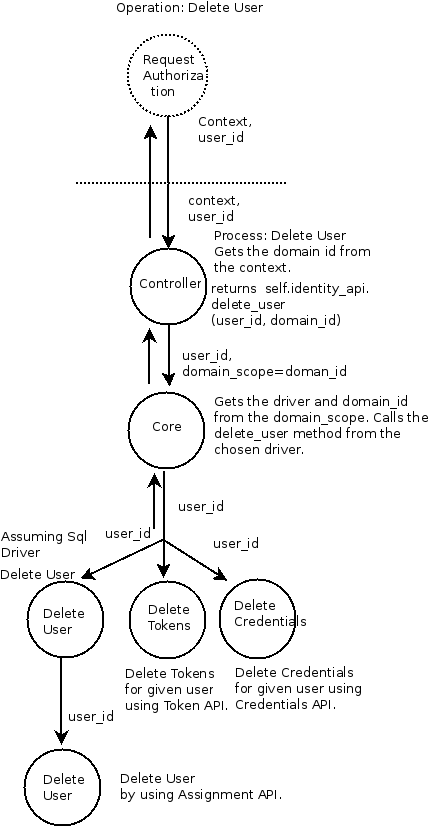 Operation: Delete User
Request
Authoriza
tion
Context,
user_id
context,
user_id
Process: Delete User
Gets the domain id from
the context.
Controller
returns self.identity_api.
delete_user
(user_id, domain_id)
user_id,
domain_scope=doman_id
Gets the driver and domain_id
from the domain_scope. Calls the
delete_user method from the
chosen driver.
Core
user_id
user_id
user_id
Assuming Sql
Driver
Delete User
Delete
User
Delete
Tokens
Delete
Credentials
Delete Tokens
for given user
using Token API.
Delete Credentials
for given user using
Credentials API.
user_id
Delete
User
Delete User
by using Assignment API.